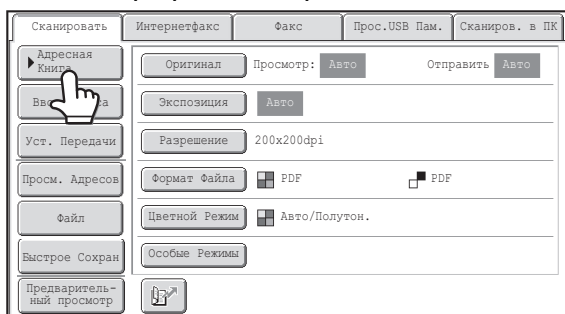 Сканировать Интернетфакс Факс Прос.USB Пам. Сканиров. в ПК
Адресная
Книга
Оригинал Просмотр: Авто Отправить Авто
Экспозиция Авто
Уст. Передачи Разрешение 200x200dpi
Просм. Адресов Формат Файла PDF PDF
Файл Цветной Режим Авто/Полутон.
Быстрое Сохран Особые Режимы
Предваритель-
ный просмотр